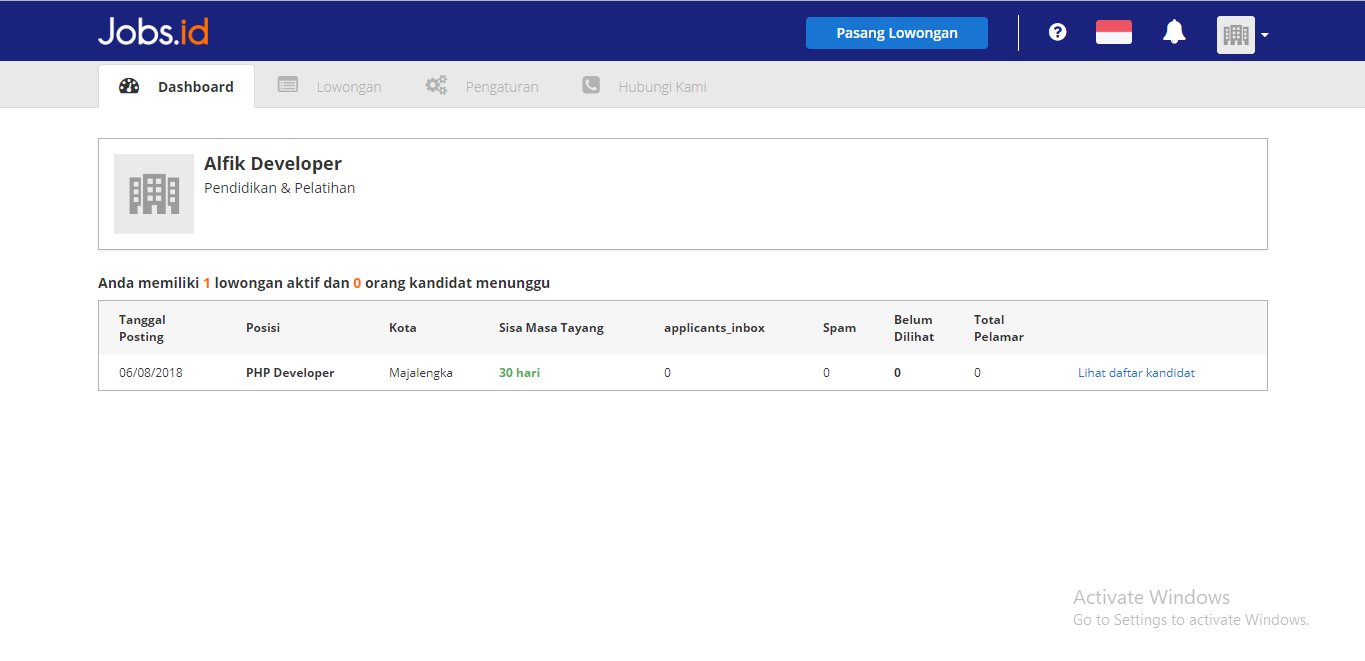 Jobs.id
Pasang Lowongan
Dashboard
Lowongan
Pengaturan
Hubungi Kami
Alfik Developer
Pendidikan & Pelatihan
Anda memiliki 1 lowongan aktif dan 0 orang kandidat menunggu
Tanggal Posting Posisi Kota Sisa Masa Tayang applicants_inbox Spam Belum Dilihat Total Pelamar
06/08/2018 PHP Developer Majalengka 30 hari 0 0 0 0 Lihat daftar kandidat
Activate Windows
Go to Settings to activate Windows.